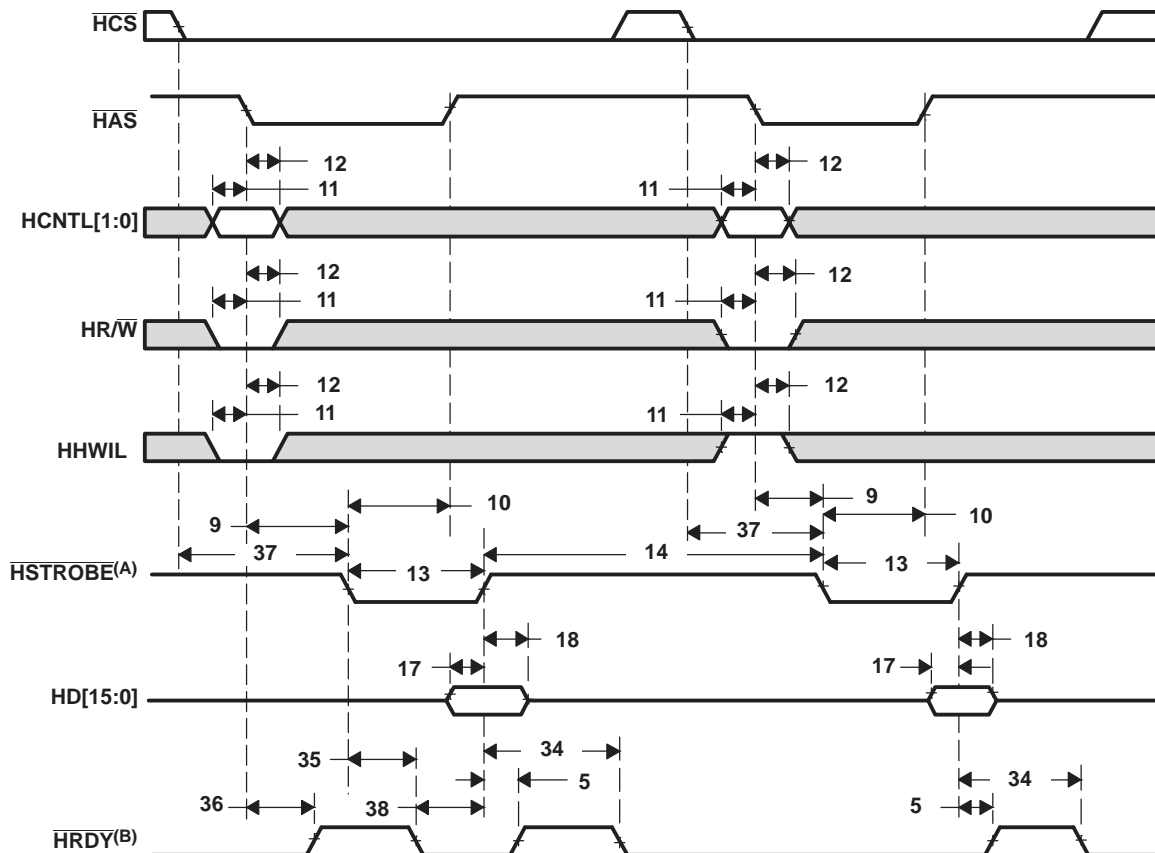 HCS
HAS
12 12
11 11
HCNTL[1:0]
12 12
11 11
HR/W
12 12
11 11
HHWIL
10 9
9 10
37 37 14
HSTROBE(A) 13 13
18 18
17 17
HD[15:0]
35 34 34
36 38 5 5
HRDY(B)